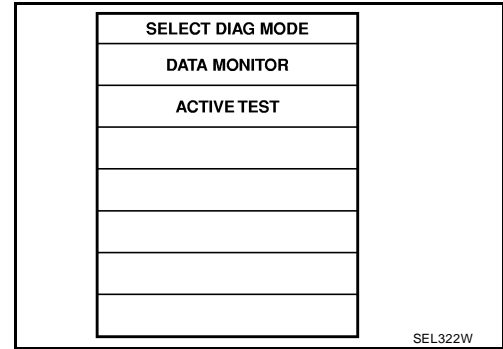 SELECT DIAG MODE
DATA MONITOR
ACTIVE TEST
SEL322W